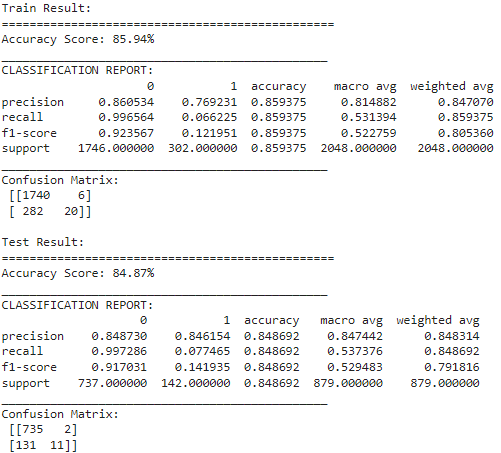 Train Result:
================================================
Accuracy Score: 85.94%
_______________________________________________
CLASSIFICATION REPORT:
                     0           1  accuracy    macro avg  weighted avg
precision     0.860534    0.769231  0.859375     0.814882      0.847070
recall        0.996564    0.066225  0.859375     0.531394      0.859375
f1-score      0.923567    0.121951  0.859375     0.522759      0.805360
support    1746.000000  302.000000  0.859375  2048.000000   2048.000000
_______________________________________________
Confusion Matrix:
 [[1740    6]
 [ 282   20]]
Test Result:
================================================
Accuracy Score: 84.87%
_______________________________________________
CLASSIFICATION REPORT:
                    0           1  accuracy   macro avg  weighted avg
precision    0.848730    0.846154  0.848692    0.847442      0.848314
recall       0.997286    0.077465  0.848692    0.537376      0.848692
f1-score     0.917031    0.141935  0.848692    0.529483      0.791816
support    737.000000  142.000000  0.848692  879.000000    879.000000
_______________________________________________
Confusion Matrix:
 [[735   2]
 [131  11]]